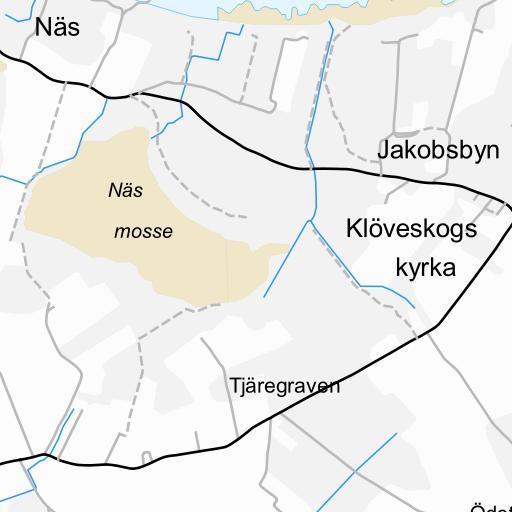 Näs
Jakobsbyn
Näs
mosse
Klöveskogs
kyrka
Tjäregraven